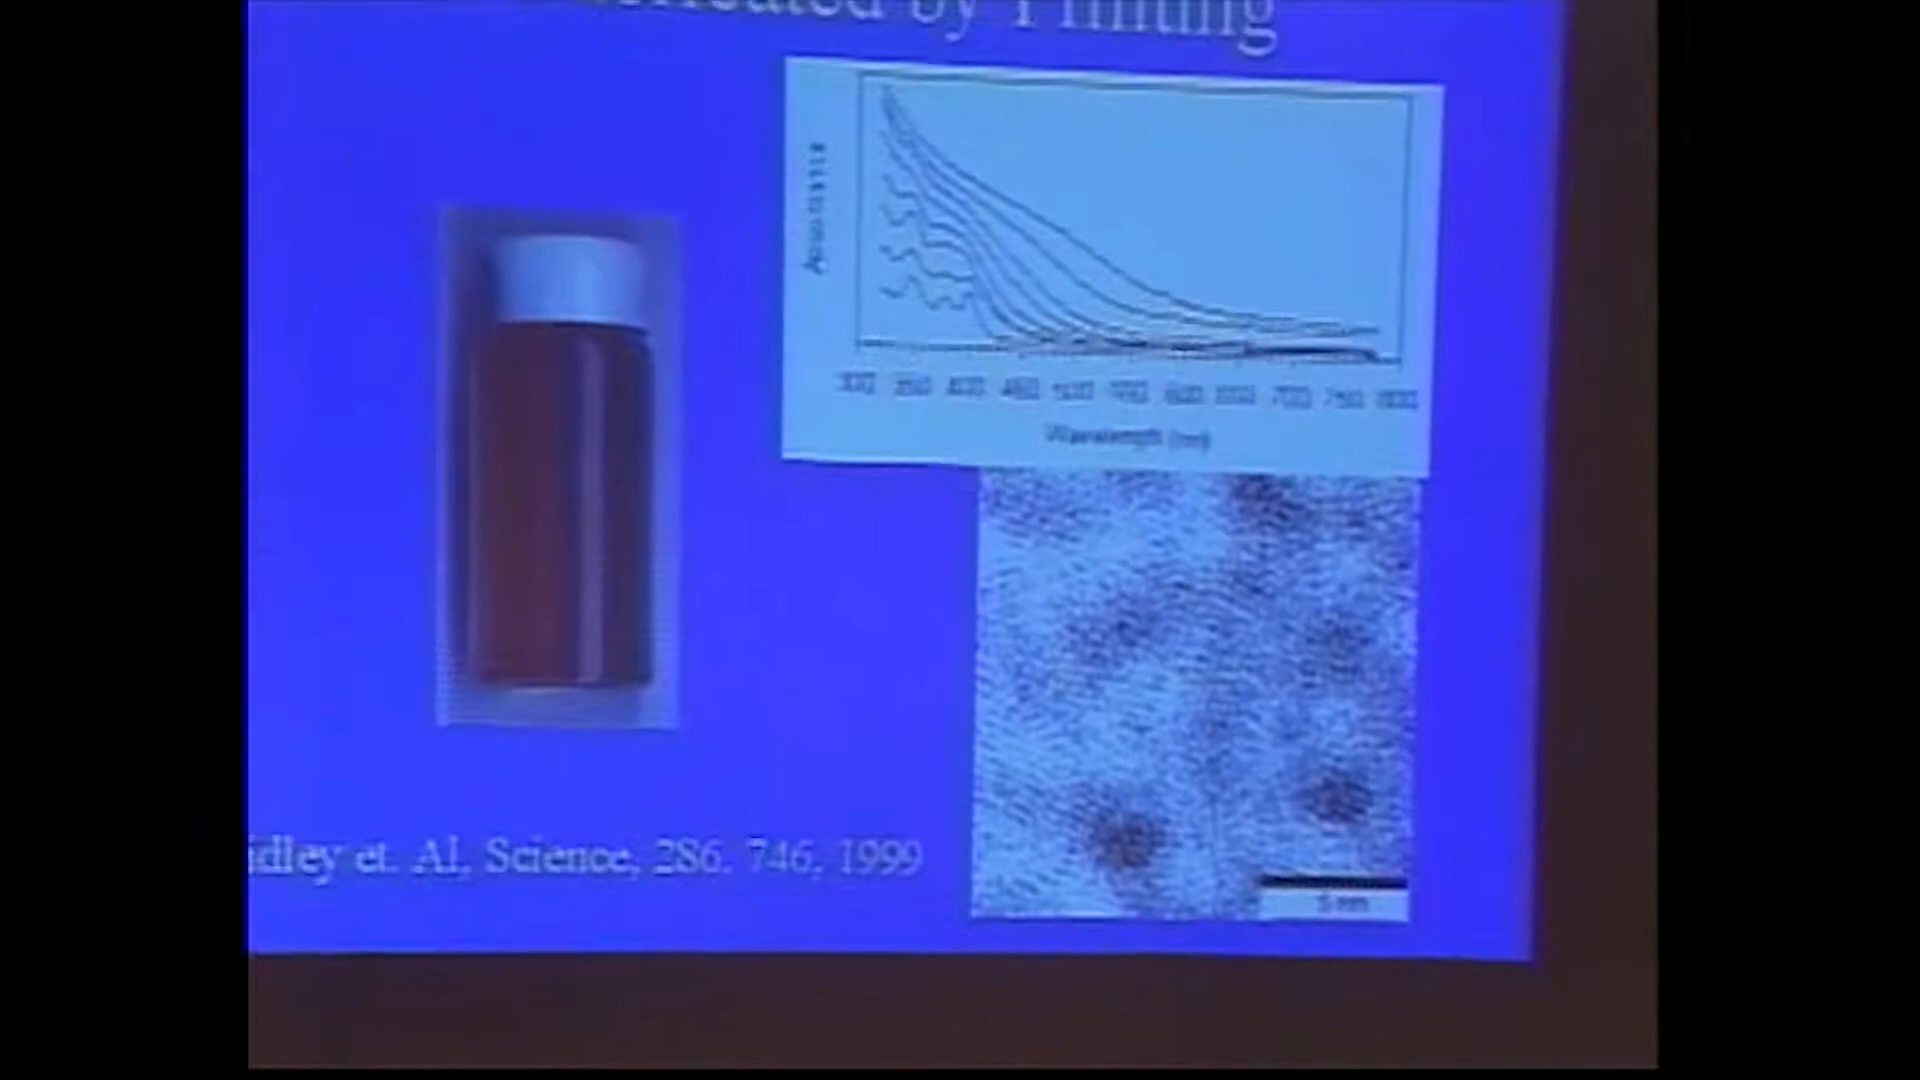 by Printing
Absorbance
300 350 400 450 500 550 600 650 700 750 800
Wavelength (nm)
idley et. Al, Science, 286, 746, 1999
5 nm